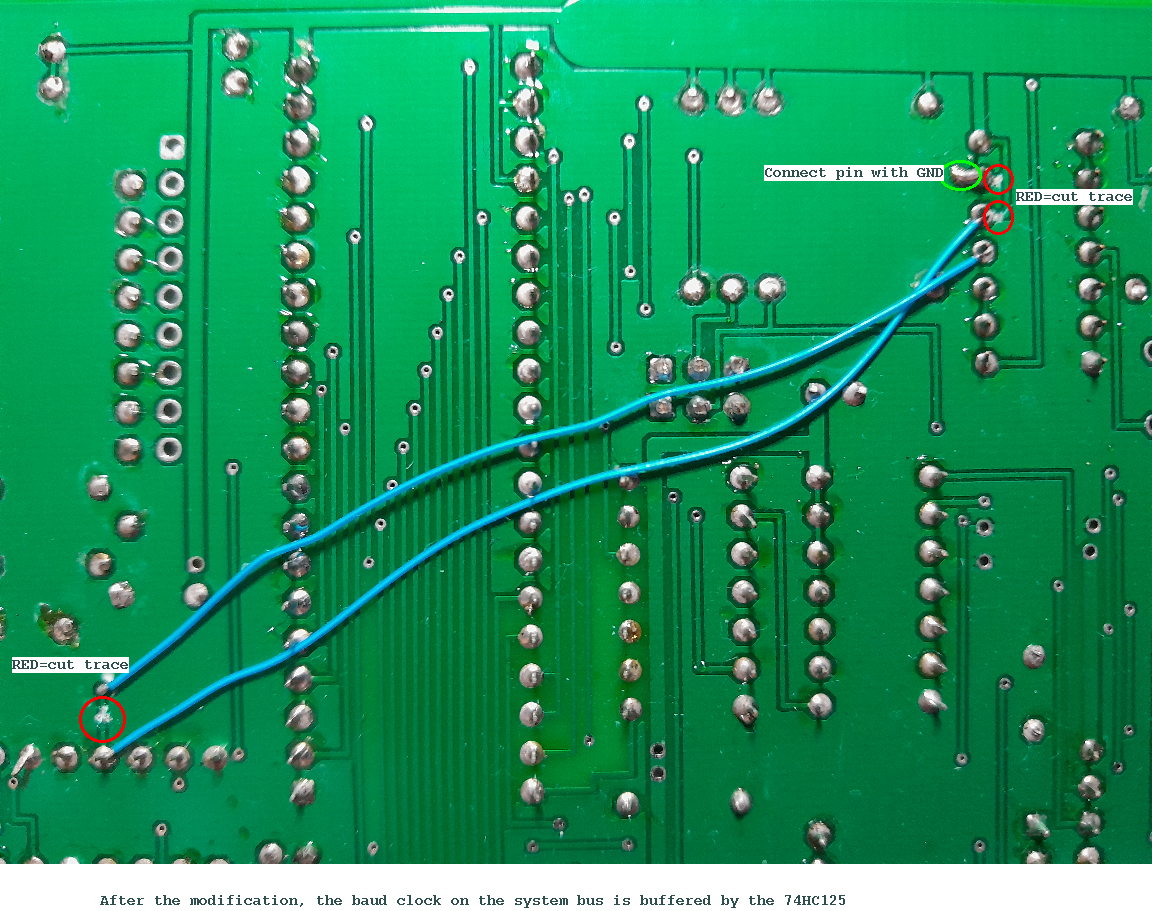 Connect pin with GND
RED=cut trace
RED=cut trace
After the modification, the baud clock on the system bus is buffered by the 74HC125